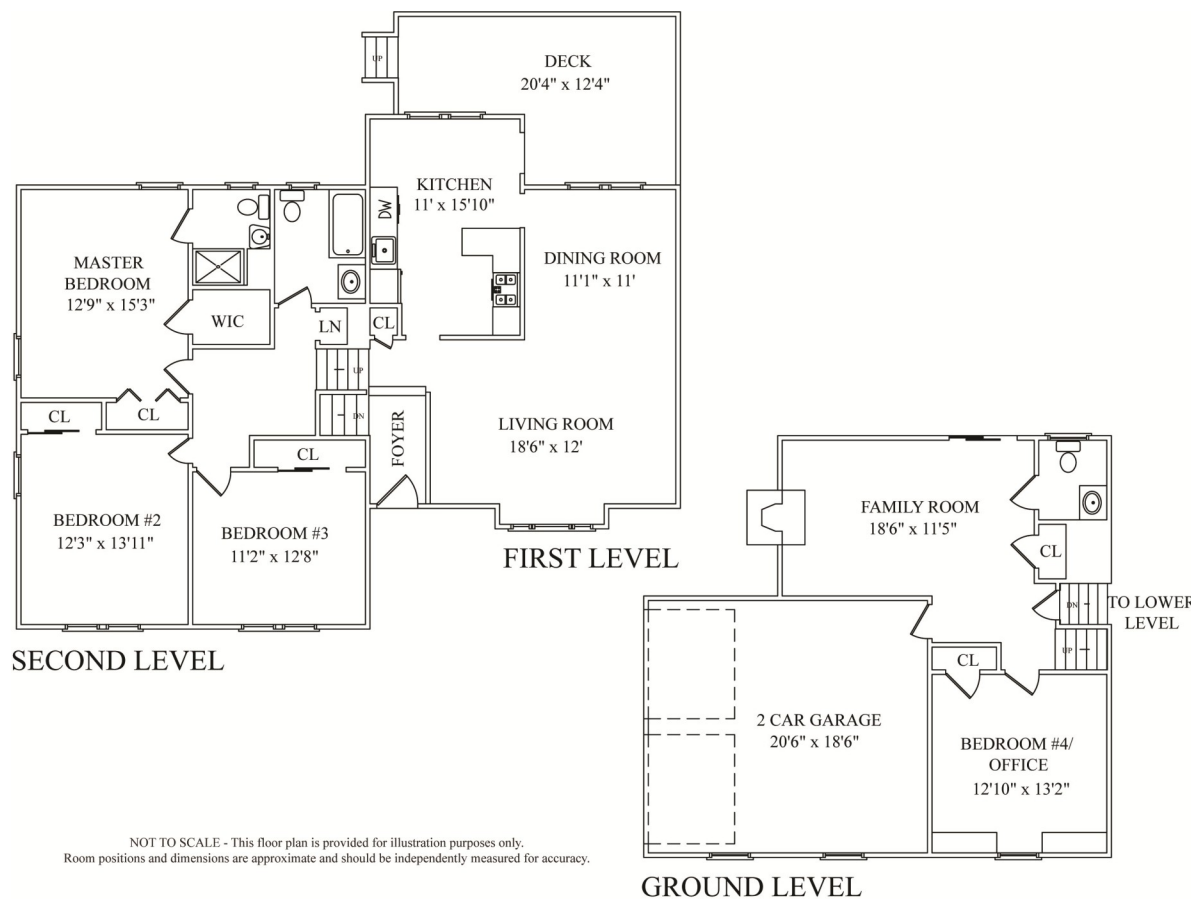 DECK
20'4" x 12'4"
UP
KITCHEN
11' x 15'10"
DW
DINING ROOM
11'1" x 11'
MASTER
BEDROOM
12'9" x 15'3"
WIC
LN
CL
UP
CL
CL
DN
FOYER
LIVING ROOM
18'6" x 12'
CL
BEDROOM #2
12'3" x 13'11"
BEDROOM #3
11'2" x 12'8"
FIRST LEVEL
SECOND LEVEL
FAMILY ROOM
18'6" x 11'5"
CL
DN
TO LOWER
LEVEL
UP
CL
2 CAR GARAGE
20'6" x 18'6"
BEDROOM #4/
OFFICE
12'10" x 13'2"
NOT TO SCALE - This floor plan is provided for illustration purposes only.
Room positions and dimensions are approximate and should be independently measured for accuracy.
GROUND LEVEL